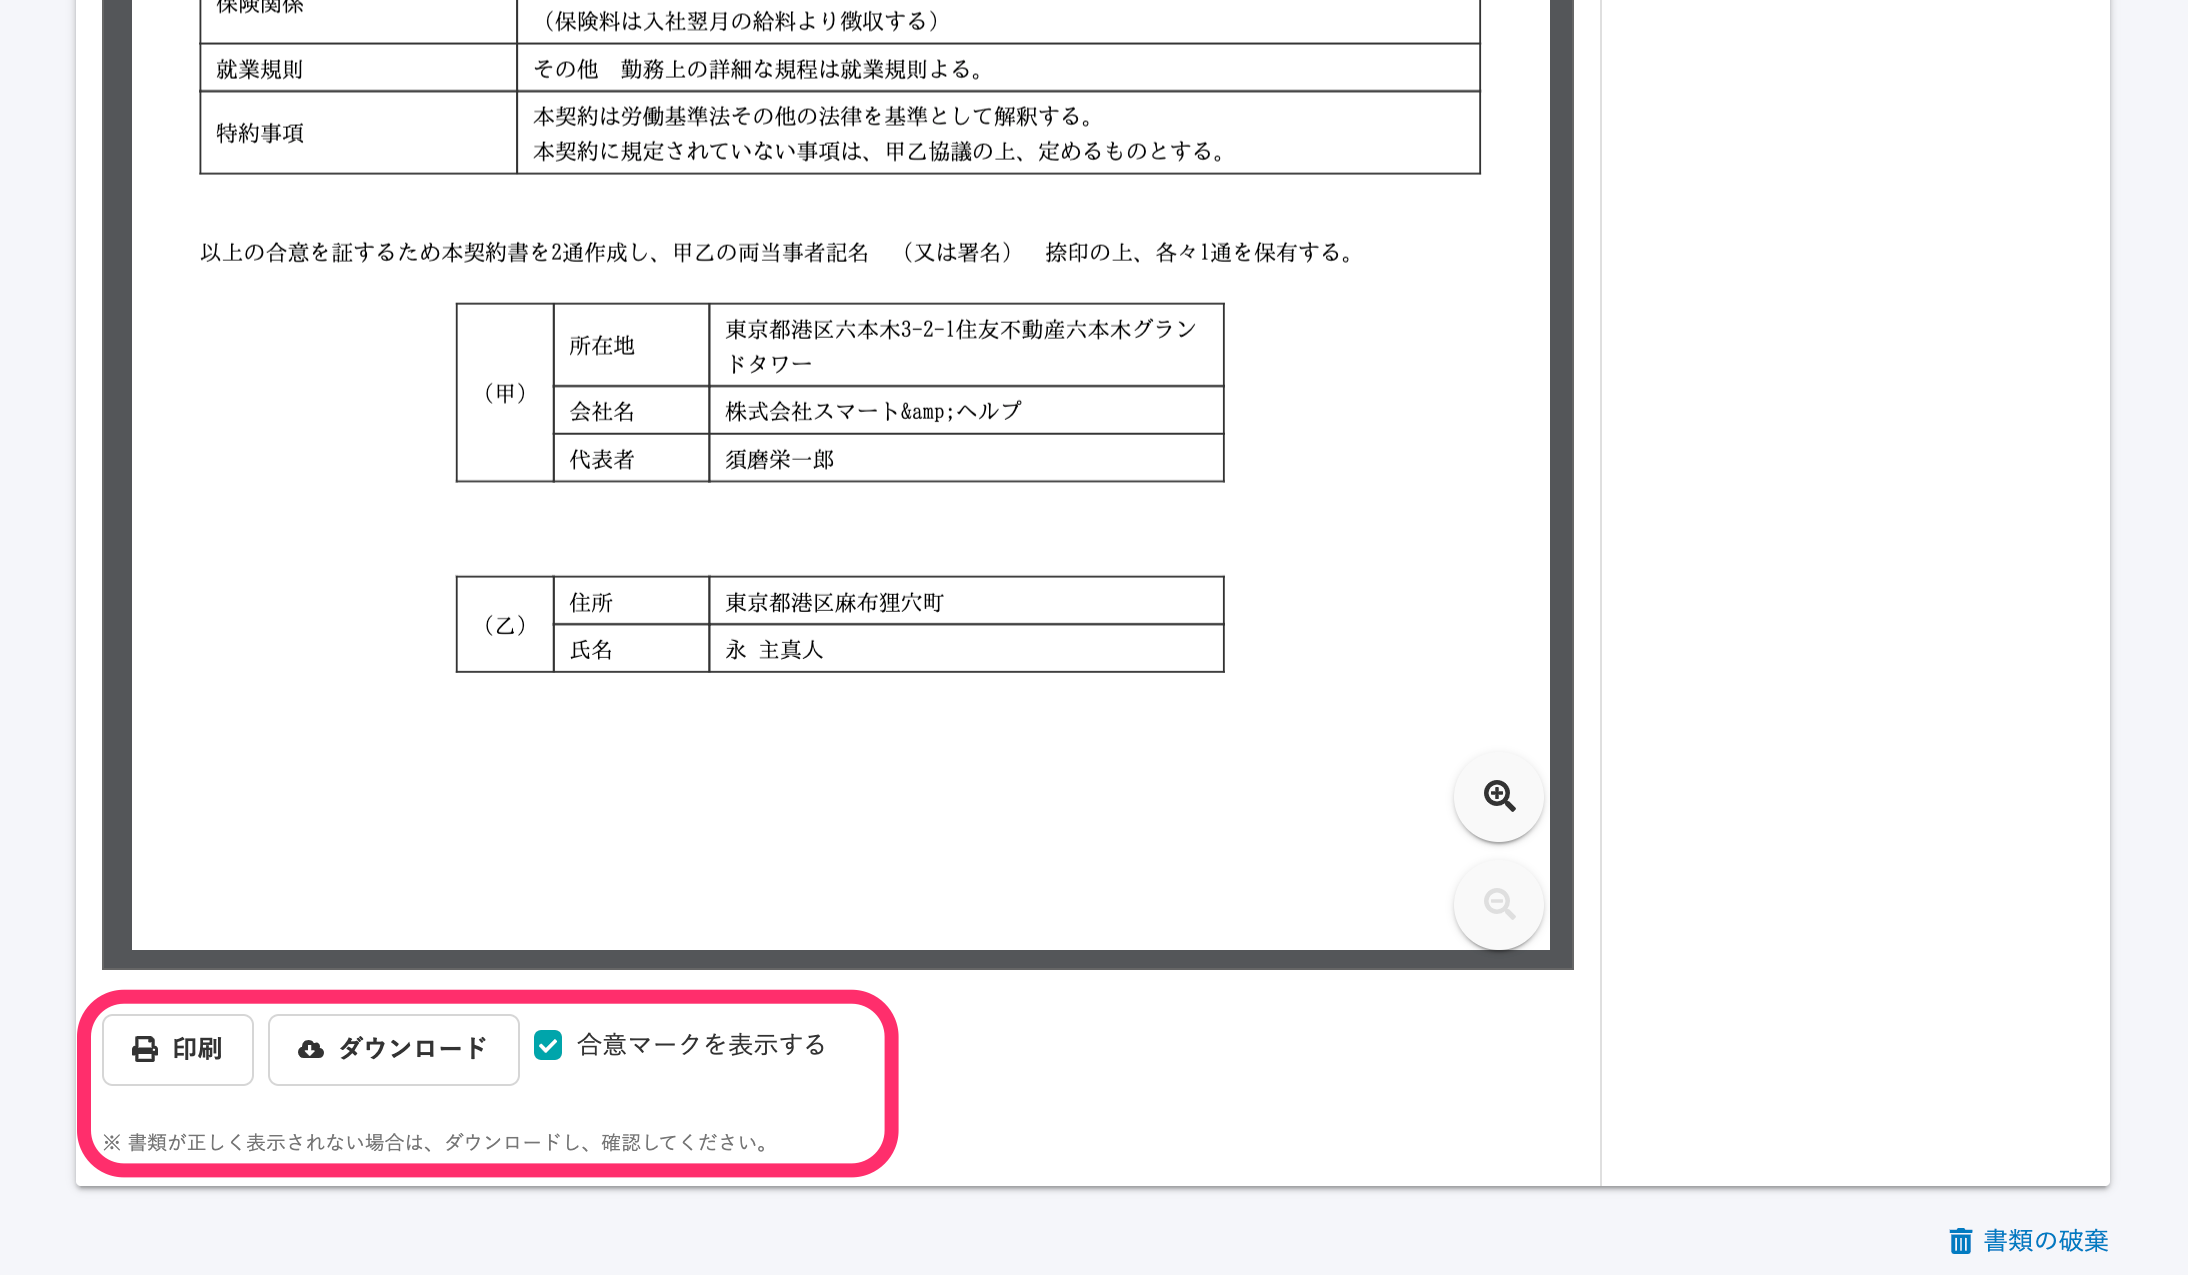 保険関係
（保険料は入社翌月の給料より徴収する）
就業規則
その他　勤務上の詳細な規程は就業規則よる。
特約事項
本契約は労働基準法その他の法律を基準として解釈する。
本契約に規定されていない事項は、甲乙協議の上、定めるものとする。
以上の合意を証するため本契約書を2通作成し、甲乙の両当事者記名　（又は署名）　捺印の上、各々1通を保有する。
（甲）
所在地
東京都港区六本木3-2-1住友不動産六本木グラン
ドタワー
会社名
株式会社スマート&amp;ヘルプ
代表者
須磨栄一郎
（乙）
住所
東京都港区麻布狸穴町
氏名
永 主真人
印刷
ダウンロード
合意マークを表示する
※ 書類が正しく表示されない場合は、ダウンロードし、確認してください。
書類の破棄